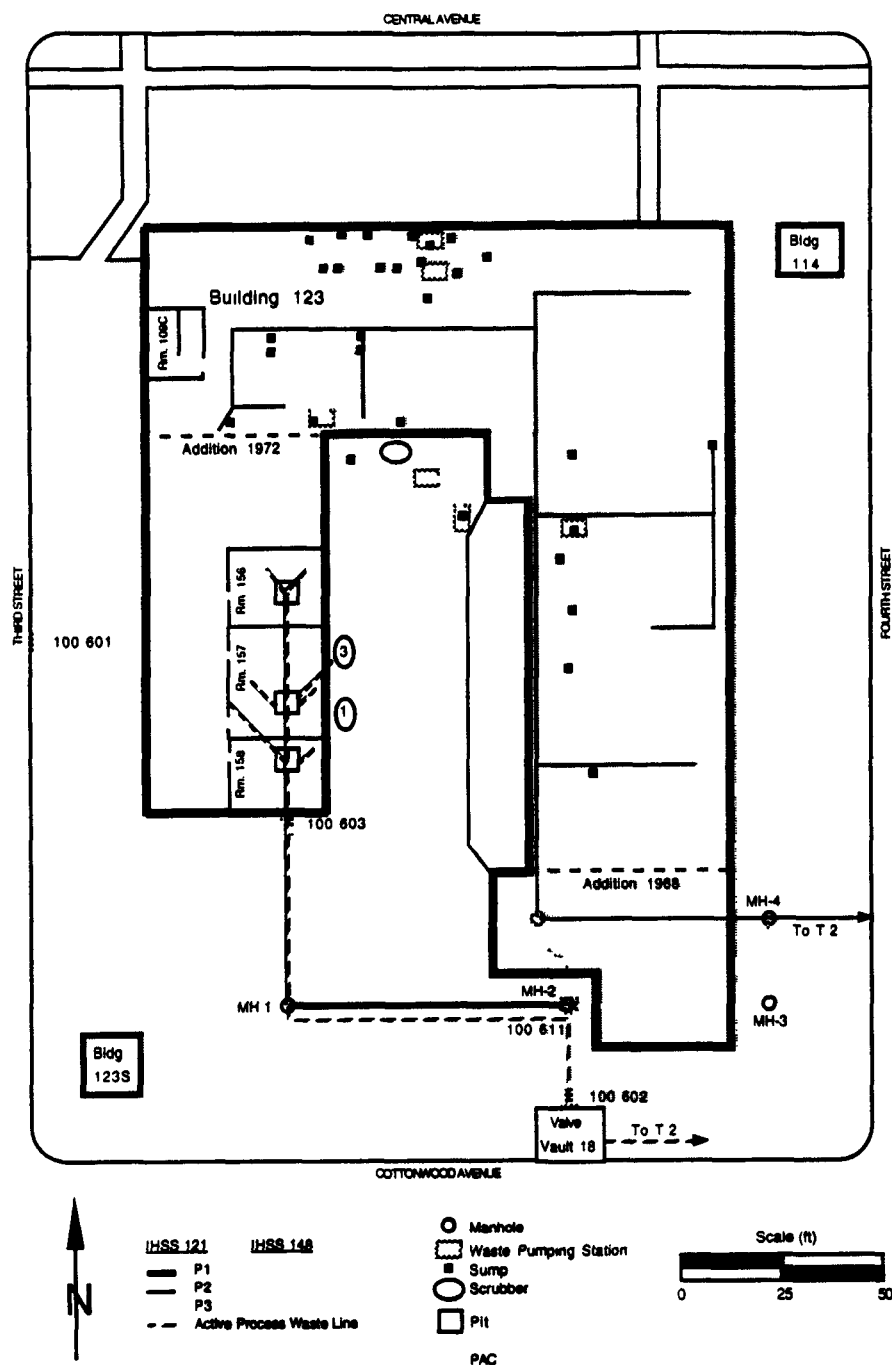 CENTRAL AVENUE
Bldg
114
Building 123
Rm. 109C
Addition 1972
THIRD STREET
FOURTH STREET
Rm. 156
100 601
Rm. 157
3
1
Rm. 158
100 603
Addition 1968
MH-4
To T 2
MH 1
MH-2
MH-3
100 611
Bldg
123S
100 602
Valve
Vault 18
To T 2
COTTONWOOD AVENUE
N
IHSS 121 IHSS 148
P1
P2
P3
Active Process Waste Line
Manhole
Waste Pumping Station
Sump
Scrubber
Pit
PAC
Scale (ft)
0 25 50